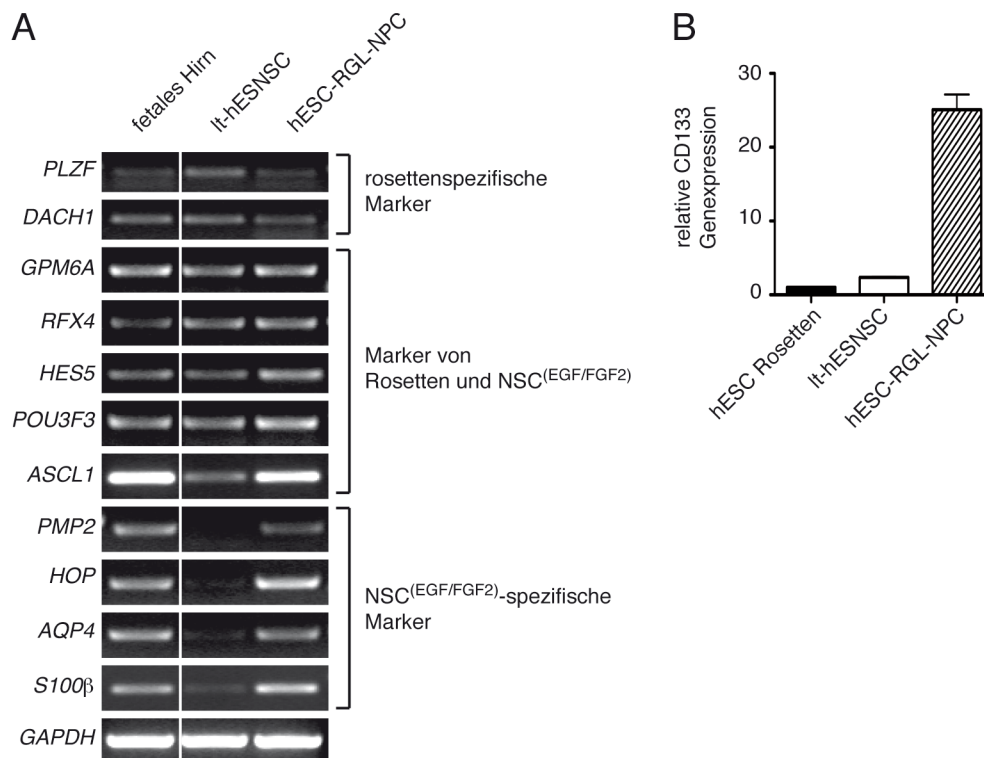 A
fetales Hirn
lt-hESNSC
hESC-RGL-NPC
PLZF
DACH1
rosettenspezifische
Marker
GPM6A
RFX4
HES5
POU3F3
ASCL1
Marker von
Rosetten und NSC(EGF/FGF2)
PMP2
HOP
AQP4
S100β
NSC(EGF/FGF2)-spezifische
Marker
GAPDH
B
relative CD133
Genexpression
30
20
10
0
hESC Rosetten
lt-hESNSC
hESC-RGL-NPC